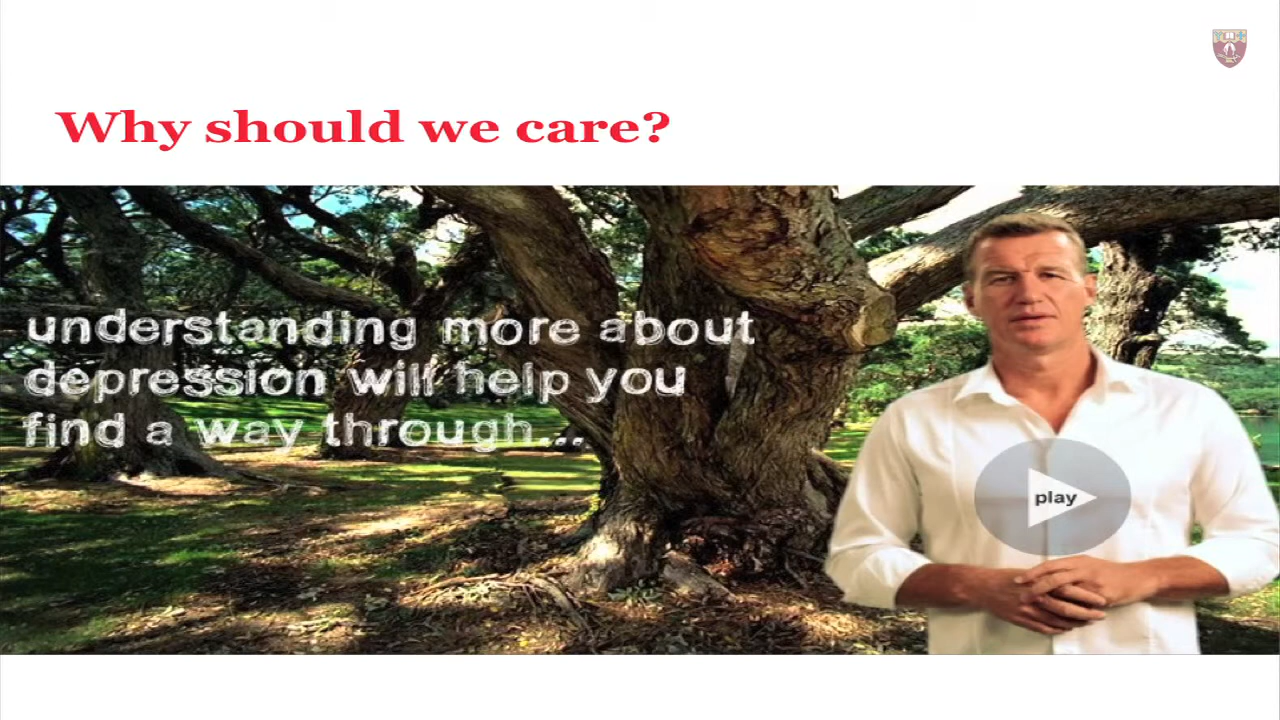 Why should we care?
understanding more about
depression will help you
find a way through...
play